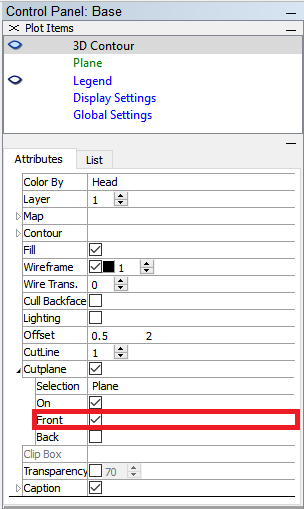 Control Panel: Base
Plot Items
3D Contour
Plane
Legend
Display Settings
Global Settings
Attributes List
Color By Head
Layer 1
Map
Contour
Fill
Wireframe 1
Wire Trans. 0
Cull Backface
Lighting
Offset 0.5 2
CutLine 1
Cutplane
Selection Plane
On
Front
Back
Clip Box
Transparency 70
Caption